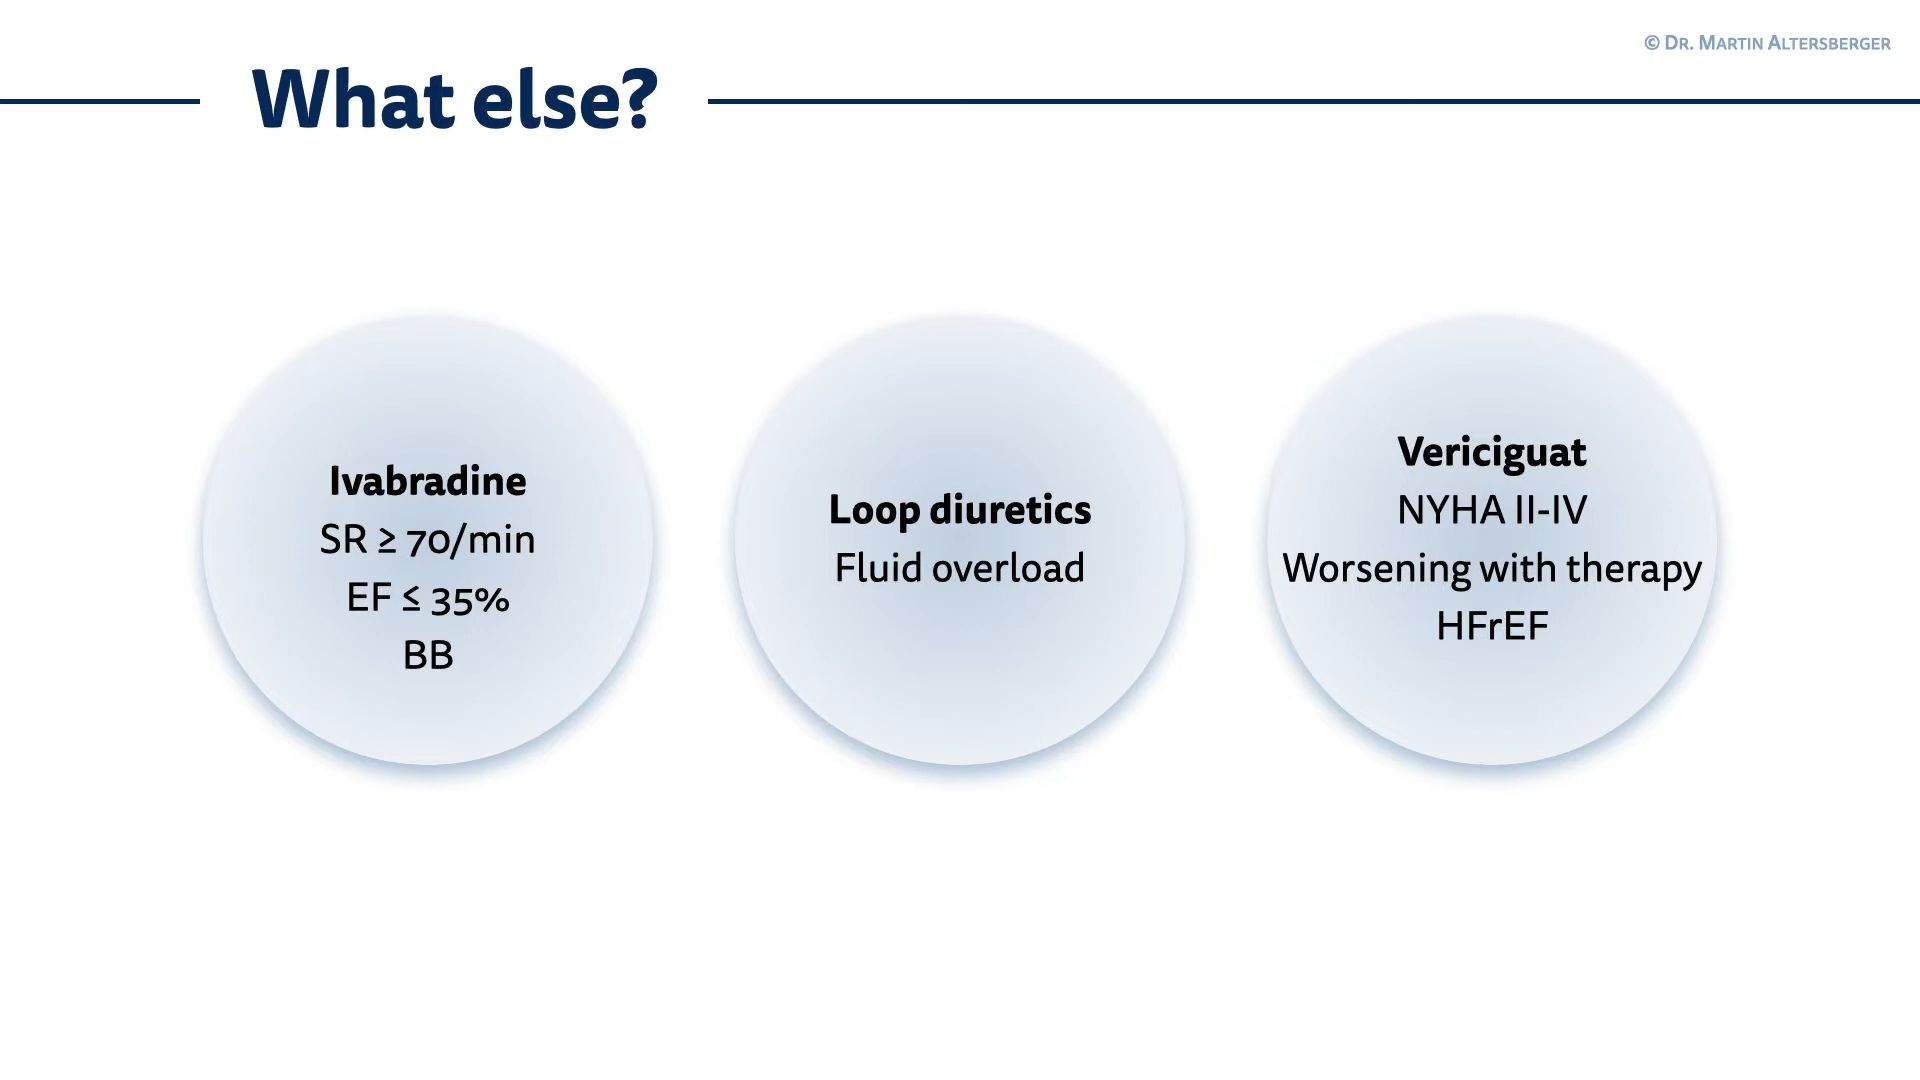 © Dr. Martin Altersberger
What else?
Ivabradine
SR ≥ 70/min
EF ≤ 35%
BB
Loop diuretics
Fluid overload
Vericiguat
NYHA II-IV
Worsening with therapy
HFrEF